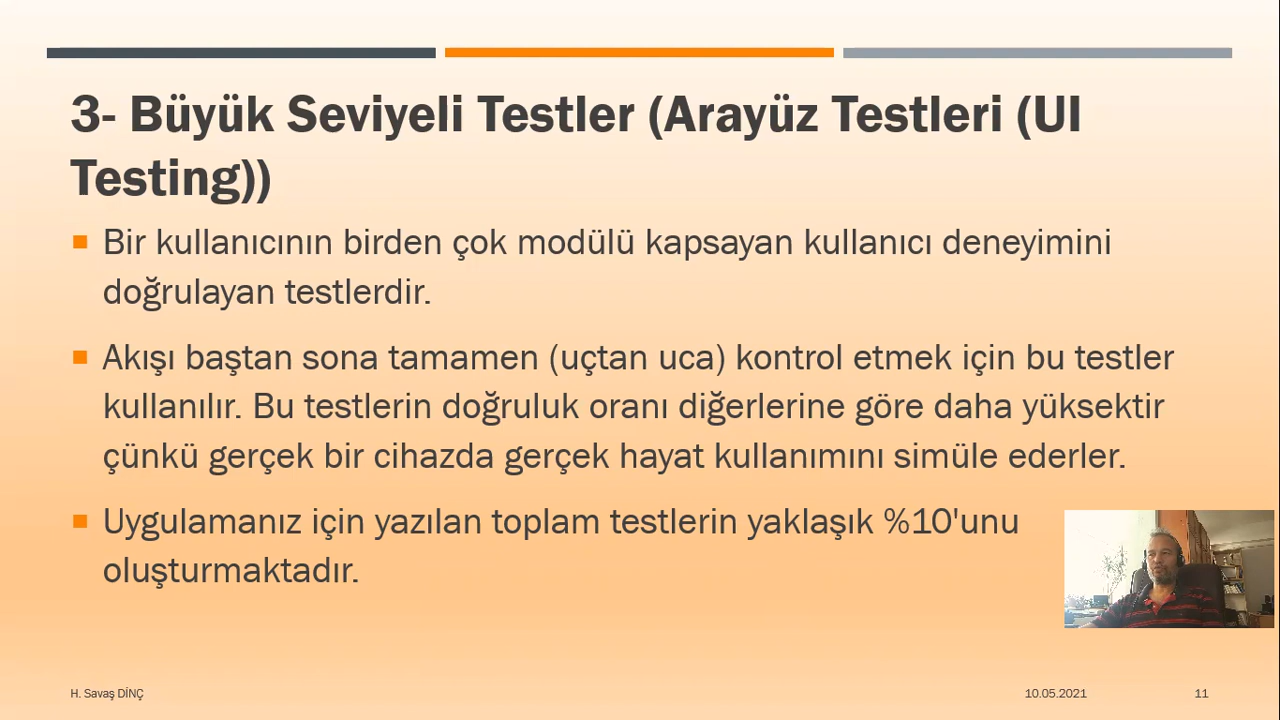 3- Büyük Seviyeli Testler (Arayüz Testleri (UI
Testing))
Bir kullanıcının birden çok modülü kapsayan kullanıcı deneyimini
doğrulayan testlerdir.
Akışı baştan sona tamamen (uçtan uca) kontrol etmek için bu testler
kullanılır. Bu testlerin doğruluk oranı diğerlerine göre daha yüksektir
çünkü gerçek bir cihazda gerçek hayat kullanımını simüle ederler.
Uygulamanız için yazılan toplam testlerin yaklaşık %10'unu
oluşturmaktadır.
H. Savaş DİNÇ
10.05.2021
11